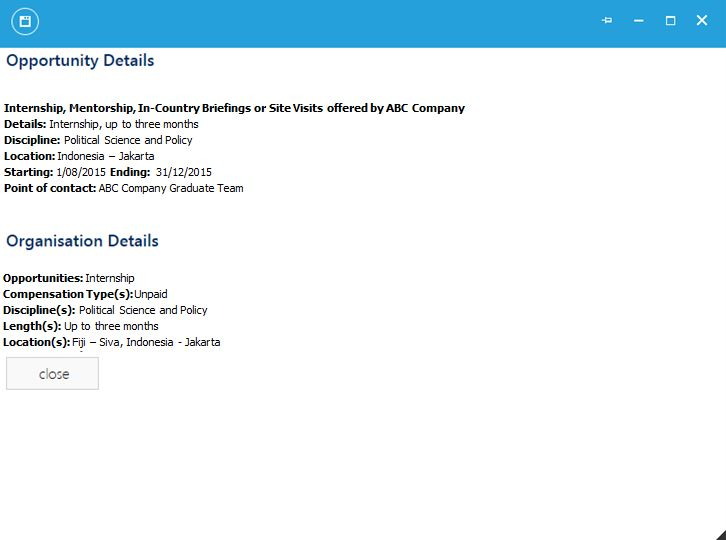 Opportunity Details
Internship, Mentorship, In-Country Briefings or Site Visits offered by ABC Company
Details: Internship, up to three months
Discipline: Political Science and Policy
Location: Indonesia – Jakarta
Starting: 1/08/2015 Ending: 31/12/2015
Point of contact: ABC Company Graduate Team
Organisation Details
Opportunities: Internship
Compensation Type(s):Unpaid
Discipline(s): Political Science and Policy
Length(s): Up to three months
Location(s): Fiji – Siva, Indonesia - Jakarta
close